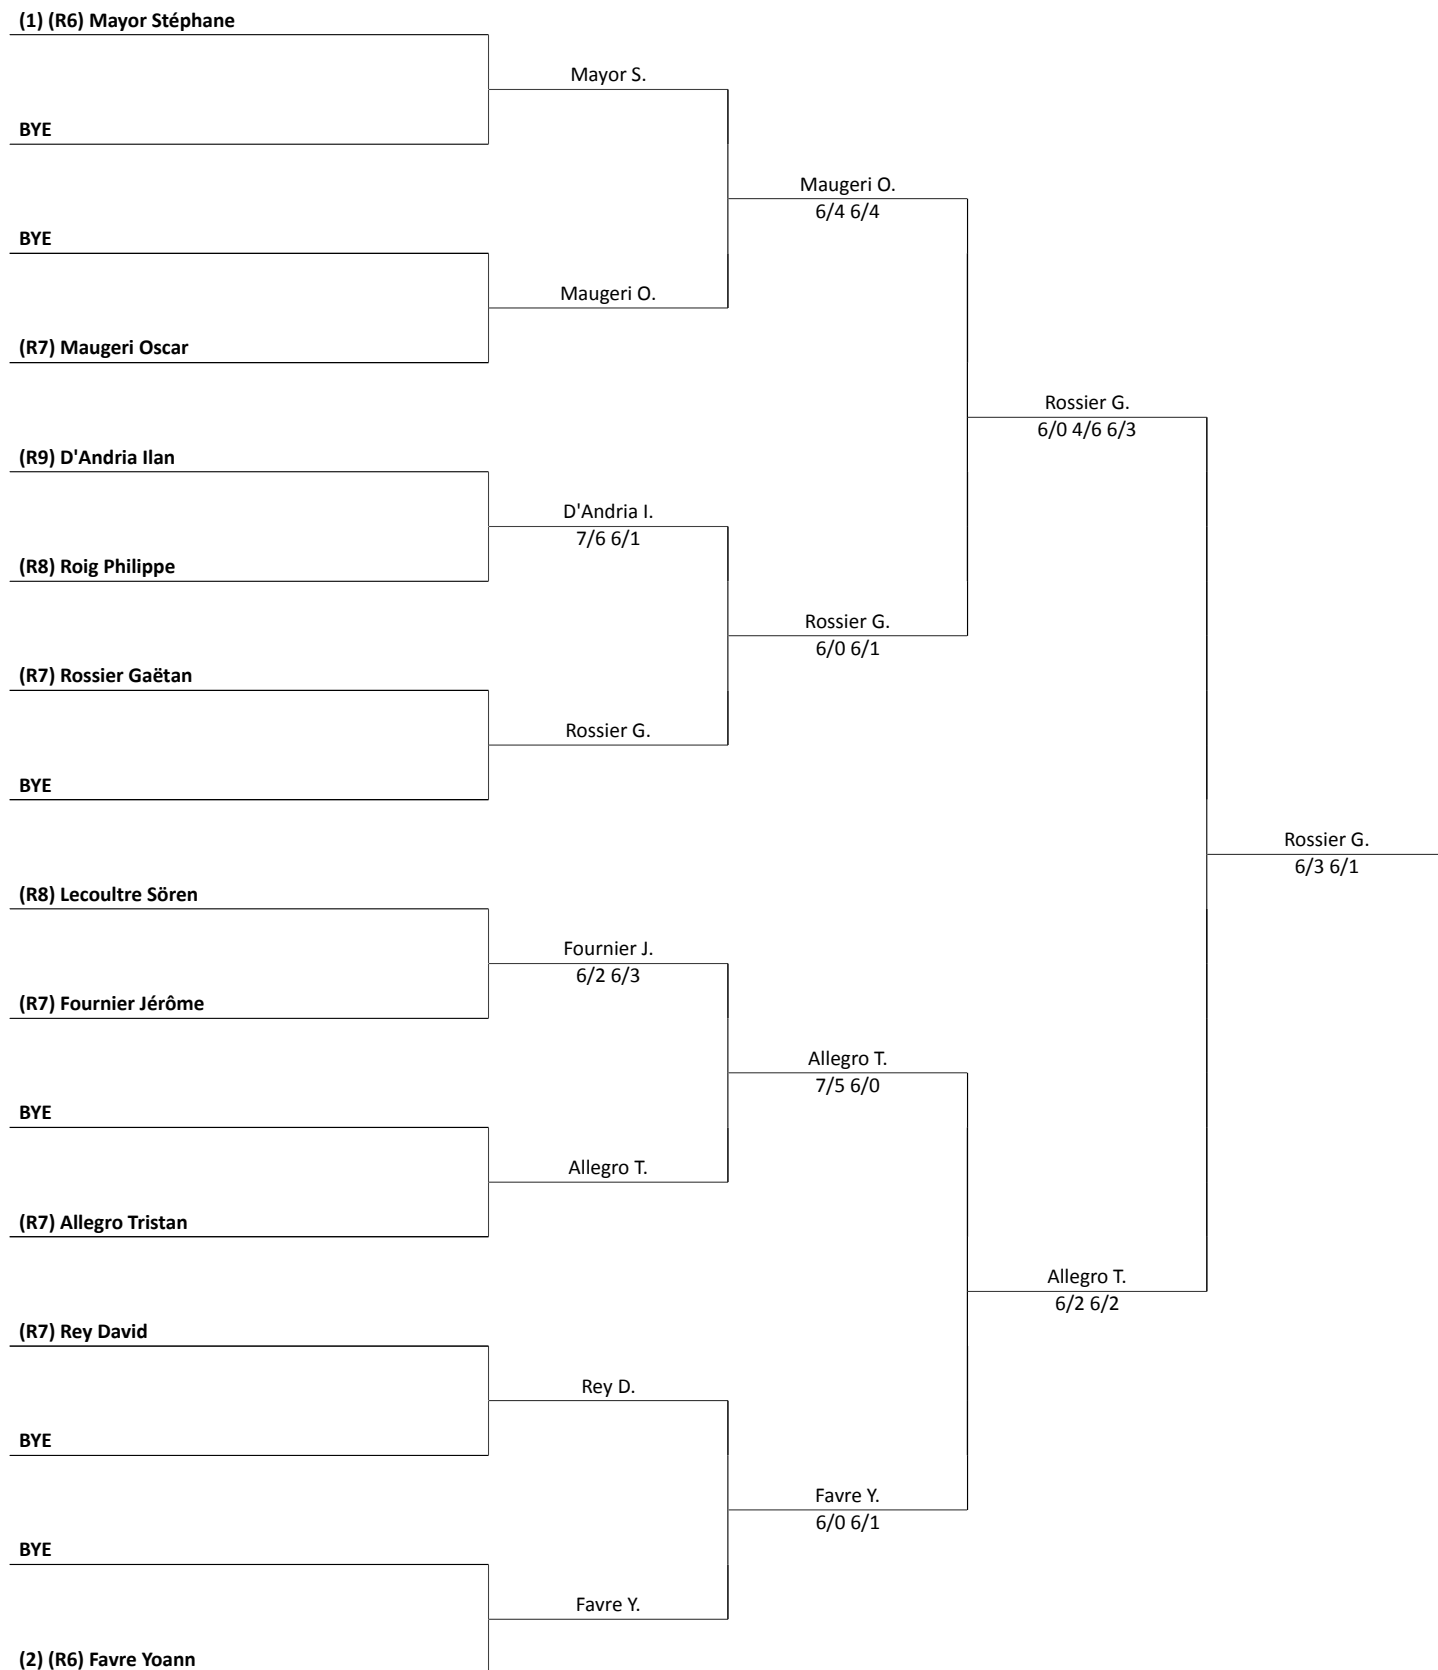 (1) (R6) Mayor Stéphane
Mayor S.
BYE
Maugeri O.
6/4 6/4
BYE
Maugeri O.
(R7) Maugeri Oscar
Rossier G.
6/0 4/6 6/3
(R9) D'Andria Ilan
D'Andria I.
7/6 6/1
(R8) Roig Philippe
Rossier G.
6/0 6/1
(R7) Rossier Gaëtan
Rossier G.
BYE
Rossier G.
6/3 6/1
(R8) Lecoultre Sören
Fournier J.
6/2 6/3
(R7) Fournier Jérôme
Allegro T.
7/5 6/0
BYE
Allegro T.
(R7) Allegro Tristan
Allegro T.
6/2 6/2
(R7) Rey David
Rey D.
BYE
Favre Y.
6/0 6/1
BYE
Favre Y.
(2) (R6) Favre Yoann